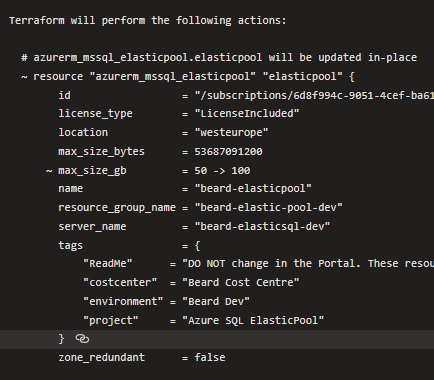 Terraform will perform the following actions:
# azurerm_mssql_elasticpool.elasticpool will be updated in-place
~ resource "azurerm_mssql_elasticpool" "elasticpool" {
id = "/subscriptions/6d8f994c-9051-4cef-ba61
license_type = "LicenseIncluded"
location = "westeurope"
max_size_bytes = 53687091200
~ max_size_gb = 50 -> 100
name = "beard-elasticpool"
resource_group_name = "beard-elastic-pool-dev"
server_name = "beard-elasticsql-dev"
tags = {
"ReadMe" = "DO NOT change in the Portal. These resou
"costcenter" = "Beard Cost Centre"
"environment" = "Beard Dev"
"project" = "Azure SQL ElasticPool"
}
zone_redundant = false